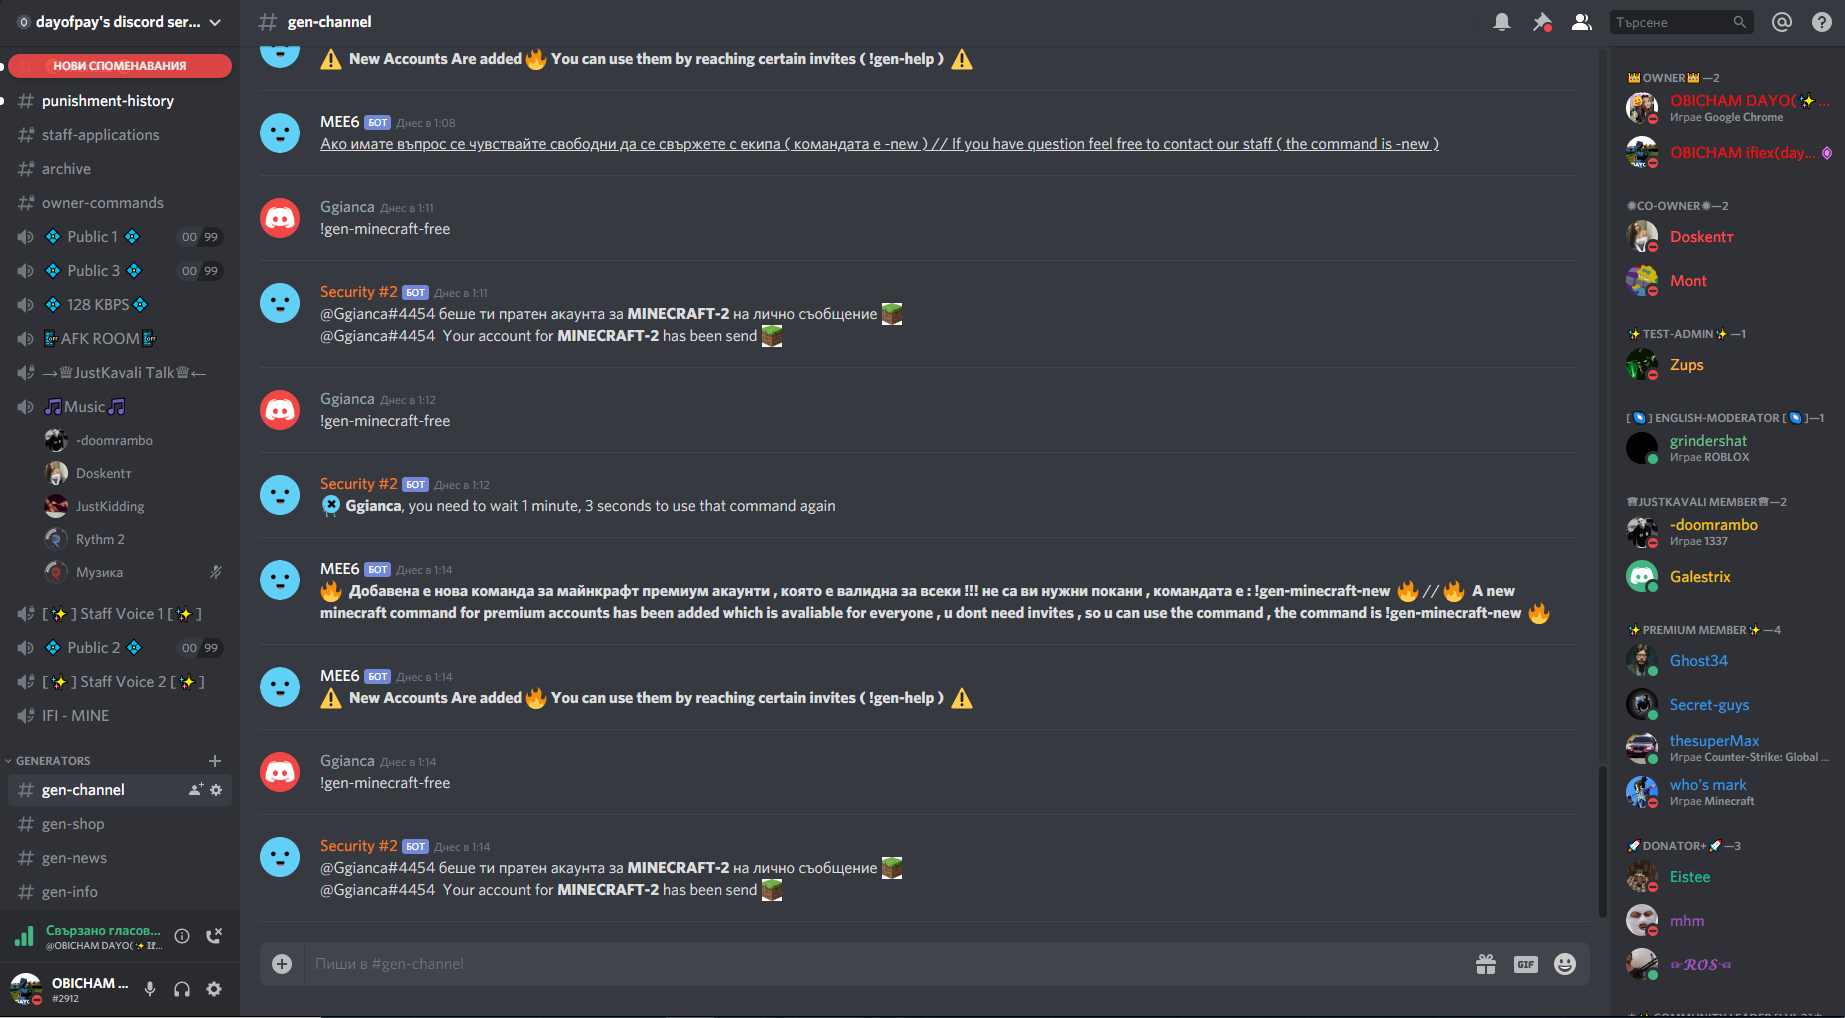 dayofpay's discord ser...
НОВИ СПОМЕНАВАНИЯ
punishment-history
staff-applications
archive
owner-commands
Public 1
00 99
Public 3
00 99
128 KBPS
AFK ROOM
→♕JustKavali Talk♕←
Music
-doomrambo
Doskentт
JustKidding
Rythm 2
Музика
[✨] Staff Voice 1 [✨]
Public 2
00 99
[✨] Staff Voice 2 [✨]
IFI - MINE
GENERATORS
gen-channel
gen-shop
gen-news
gen-info
Свързано гласов...
@OBICHAM DAYO(✨ If...
OBICHAM ...
#2912
gen-channel
Търсене
⚠️ New Accounts Are added 🔥 You can use them by reaching certain invites ( !gen-help ) ⚠️
MEE6 БОТ Днес в 1:08
Ако имате въпрос се чувствайте свободни да се свържете с екипа ( командата е -new ) // If you have question feel free to contact our staff ( the command is -new )
Ggianca Днес в 1:11
!gen-minecraft-free
Security #2 БОТ Днес в 1:11
@Ggianca#4454 беше ти пратен акаунта за MINECRAFT-2 на лично съобщение
@Ggianca#4454 Your account for MINECRAFT-2 has been send
Ggianca Днес в 1:12
!gen-minecraft-free
Security #2 БОТ Днес в 1:12
Ggianca, you need to wait 1 minute, 3 seconds to use that command again
MEE6 БОТ Днес в 1:14
🔥 Добавена е нова команда за майнкрафт премиум акаунти , която е валидна за всеки !!! не са ви нужни покани , командата е : !gen-minecraft-new 🔥 // 🔥 A new
minecraft command for premium accounts has been added which is avaliable for everyone , u dont need invites , so u can use the command , the command is !gen-minecraft-new 🔥
MEE6 БОТ Днес в 1:14
⚠️ New Accounts Are added 🔥 You can use them by reaching certain invites ( !gen-help ) ⚠️
Ggianca Днес в 1:14
!gen-minecraft-free
Security #2 БОТ Днес в 1:14
@Ggianca#4454 беше ти пратен акаунта за MINECRAFT-2 на лично съобщение
@Ggianca#4454 Your account for MINECRAFT-2 has been send
Пиши в #gen-channel
GIF
👑OWNER👑—2
OBICHAM DAYO(✨...
Играе Google Chrome
OBICHAM ifiex(day...
✹CO-OWNER✹—2
Doskentт
Mont
✨TEST-ADMIN✨—1
Zups
[ ] ENGLISH-MODERATOR [ ]—1
grindershat
Играе ROBLOX
♕JUSTKAVALI MEMBER♕—2
-doomrambo
Играе 1337
Galestrix
✨PREMIUM MEMBER✨—4
Ghost34
Secret-guys
thesuperMax
Играе Counter-Strike: Global ...
who's mark
Играе Minecraft
🚀DONATOR+🚀—3
Eistee
mhm
☞𝓡𝓞𝓢☜